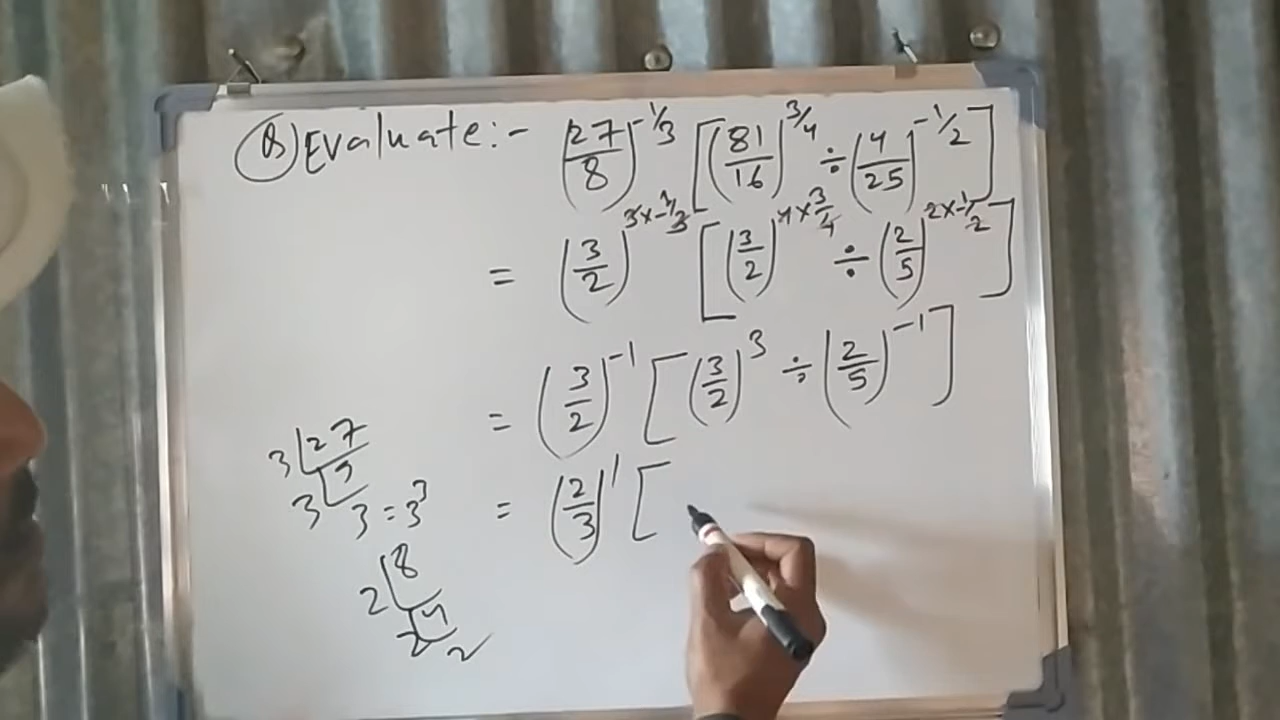 Q) Evaluate:- (27/8)^-1/3 [(81/16)^3/4 ÷ (4/25)^-1/2]
= (3/2)^3×-1/3 [(3/2)^4×3/4 ÷ (2/5)^2×-1/2]
= (3/2)^-1 [(3/2)^3 ÷ (2/5)^-1]
= (2/3)^1 [
3 | 27
3 | 9
3 = 3^3
2 | 8
2 | 4
2